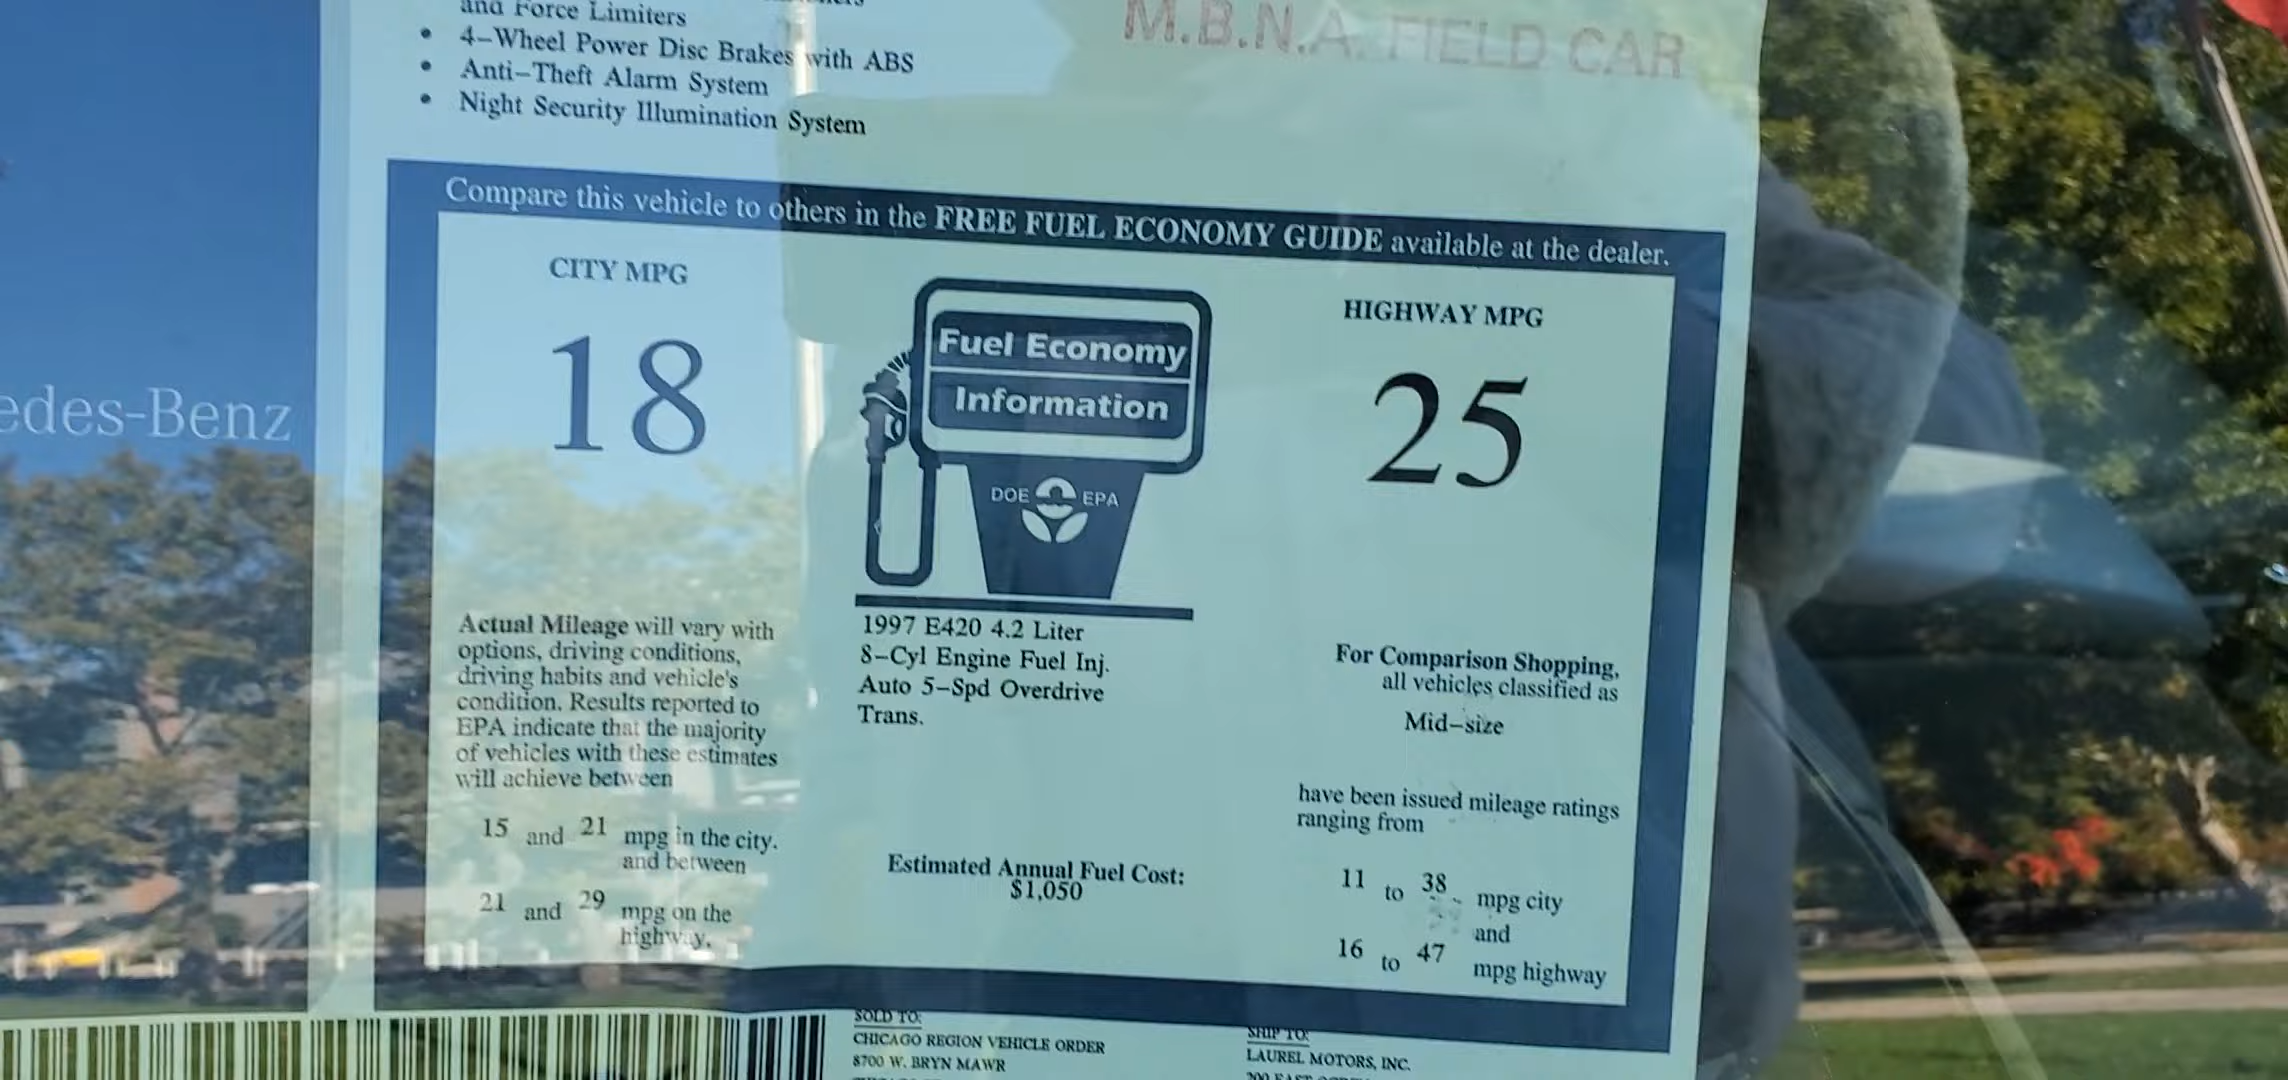 and Force Limiters
• 4-Wheel Power Disc Brakes with ABS
• Anti-Theft Alarm System
• Night Security Illumination System
M.B.N.A. FIELD CAR
edes-Benz
Compare this vehicle to others in the FREE FUEL ECONOMY GUIDE available at the dealer.
CITY MPG
18
Fuel Economy
Information
DOE EPA
HIGHWAY MPG
25
Actual Mileage will vary with
options, driving conditions,
driving habits and vehicle's
condition. Results reported to
EPA indicate that the majority
of vehicles with these estimates
will achieve between
15 and 21 mpg in the city.
and between
21 and 29 mpg on the
highway.
1997 E420 4.2 Liter
8-Cyl Engine Fuel Inj.
Auto 5-Spd Overdrive
Trans.
Estimated Annual Fuel Cost:
$1,050
For Comparison Shopping,
all vehicles classified as
Mid-size
have been issued mileage ratings
ranging from
11 to 38 mpg city
and
16 to 47 mpg highway
SOLD TO:
CHICAGO REGION VEHICLE ORDER
8700 W. BRYN MAWR
SHIP TO:
LAUREL MOTORS, INC.